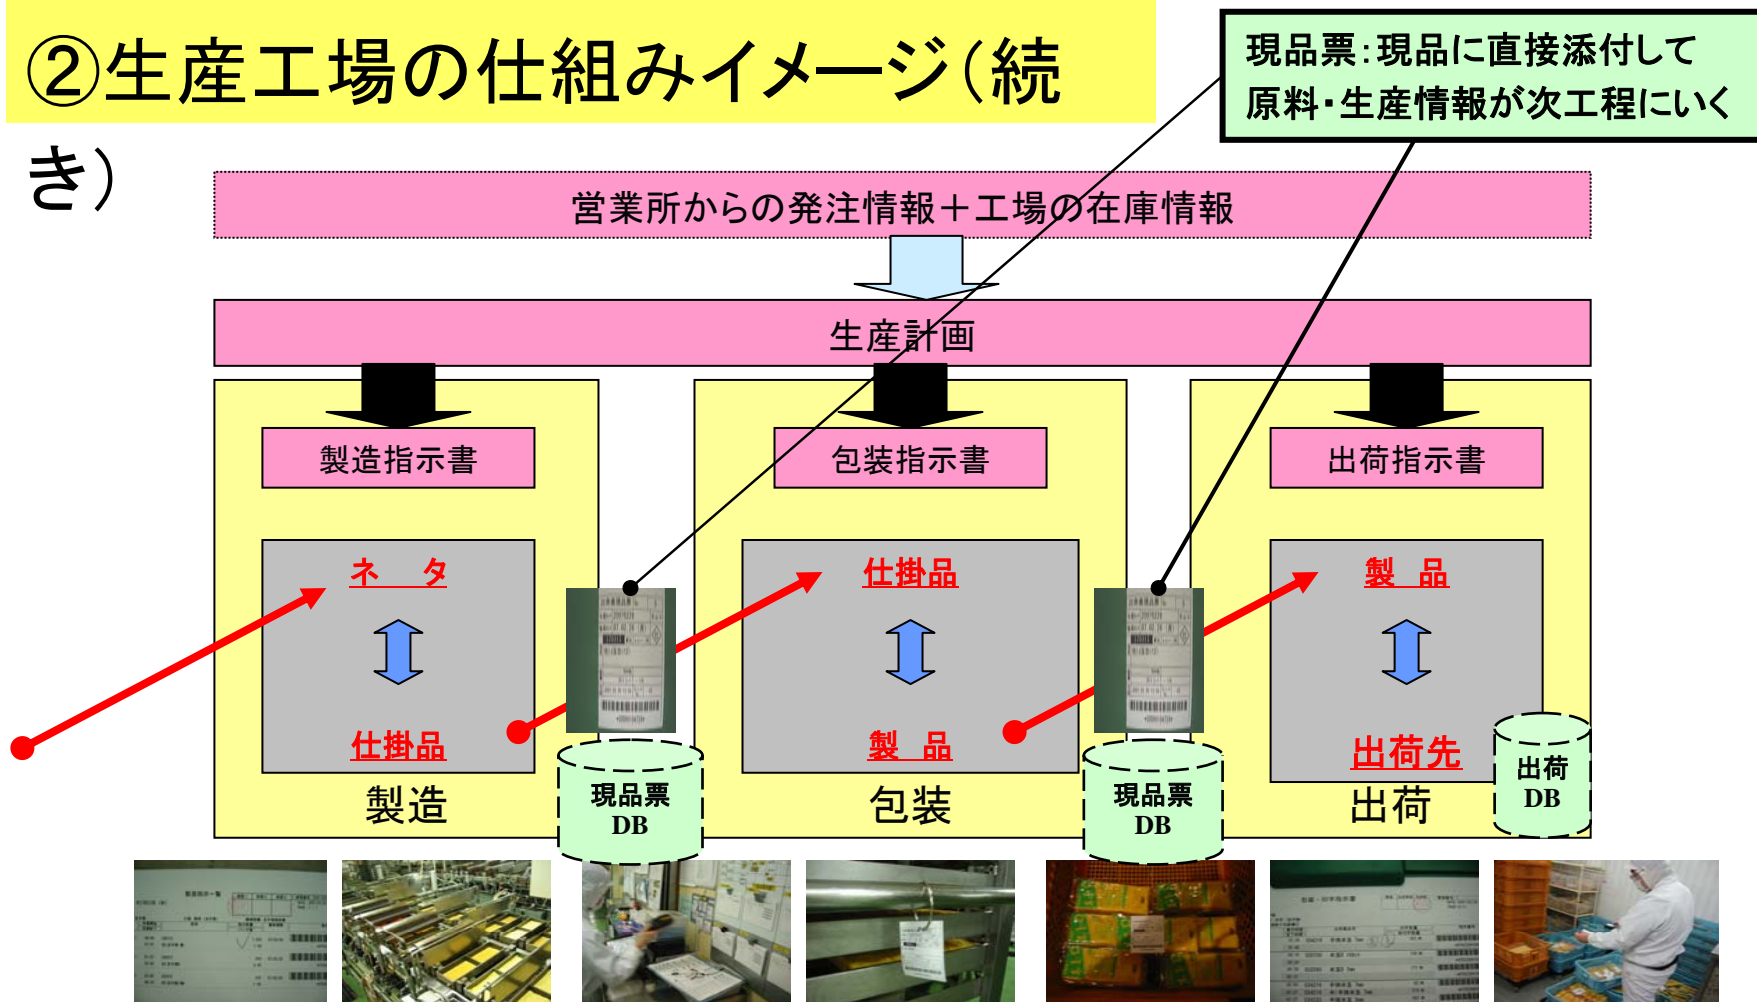 ②生産工場の仕組みイメージ（続
き）
現品票：現品に直接添付して
原料・生産情報が次工程にいく
営業所からの発注情報＋工場の在庫情報
生産計画
製造指示書
包装指示書
出荷指示書
ネ　タ
仕掛品
製　品
仕掛品
製　品
出荷先
製造
包装
出荷
現品票
DB
現品票
DB
出荷
DB